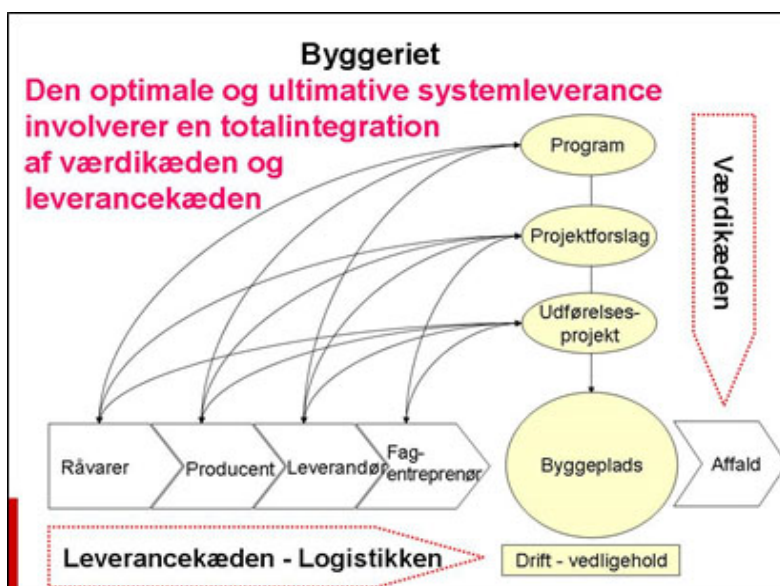 Byggeriet
Den optimale og ultimative systemleverance
involverer en totalintegration
af værdikæden og
leverancekæden
Program
Projektforslag
Udførelses-
projekt
Værdikæden
Råvarer
Producent
Leverandør
Fag-
entreprenør
Byggeplads
Affald
Leverancekæden - Logistikken
Drift - vedligehold